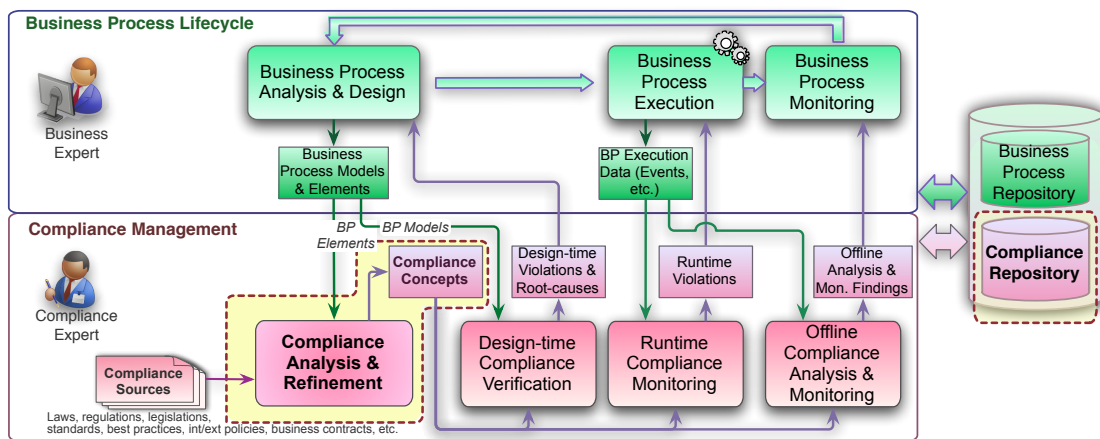 Business Process Lifecycle
Business
Expert
Business Process
Analysis & Design
Business
Process
Execution
Business
Process
Monitoring
Business
Process Models
& Elements
BP Execution
Data (Events,
etc.)
Business
Process
Repository
Compliance
Repository
Compliance Management
Compliance
Expert
BP
Elements
BP Models
Compliance
Concepts
Design-time
Violations &
Root-causes
Runtime
Violations
Offline
Analysis &
Mon. Findings
Compliance
Sources
Compliance
Analysis &
Refinement
Design-time
Compliance
Verification
Runtime
Compliance
Monitoring
Offline
Compliance
Analysis &
Monitoring
Laws, regulations, legislations,
standards, best practices, int/ext policies, business contracts, etc.